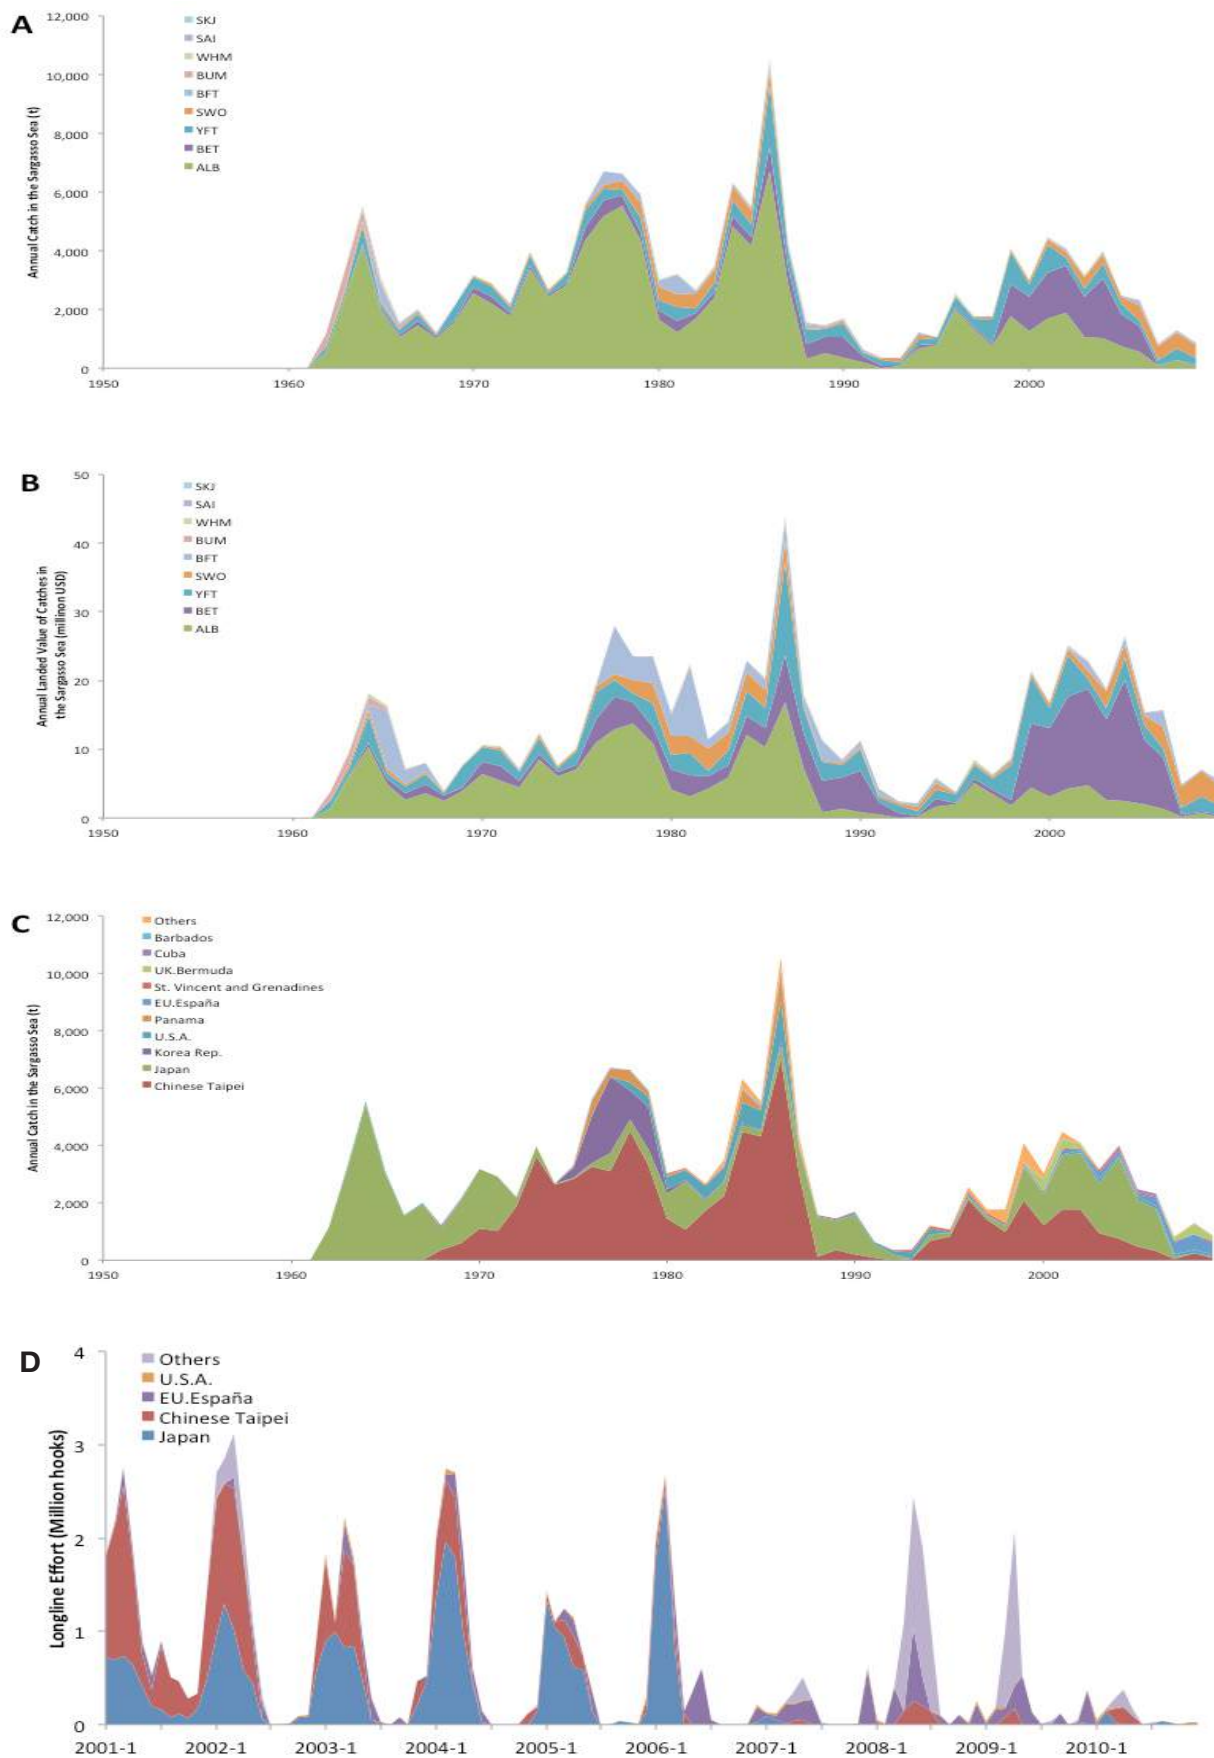 A
Annual Catch in the Sargasso Sea (t)
12,000
10,000
8,000
6,000
4,000
2,000
0
SKJ
SAI
WHM
BUM
BFT
SWO
YFT
BET
ALB
1950 1960 1970 1980 1990 2000
B
Annual Landed Value of Catches in
the Sargasso Sea (millinon USD)
50
40
30
20
10
0
SKJ
SAI
WHM
BUM
BFT
SWO
YFT
BET
ALB
1950 1960 1970 1980 1990 2000
C
Annual Catch in the Sargasso Sea (t)
12,000
10,000
8,000
6,000
4,000
2,000
0
Others
Barbados
Cuba
UK.Bermuda
St. Vincent and Grenadines
EU.España
Panama
U.S.A.
Korea Rep.
Japan
Chinese Taipei
1950 1960 1970 1980 1990 2000
D
Longline Effort (Million hooks)
4
3
2
1
0
Others
U.S.A.
EU.España
Chinese Taipei
Japan
2001-1 2002-1 2003-1 2004-1 2005-1 2006-1 2007-1 2008-1 2009-1 2010-1